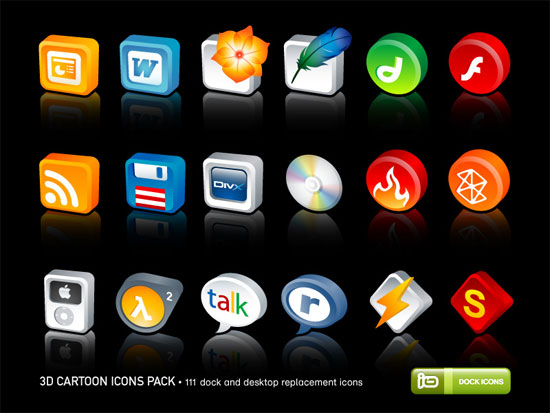 W
DIVX
λ 2
talk
r
S
3D CARTOON ICONS PACK • 111 dock and desktop replacement icons
DOCK ICONS